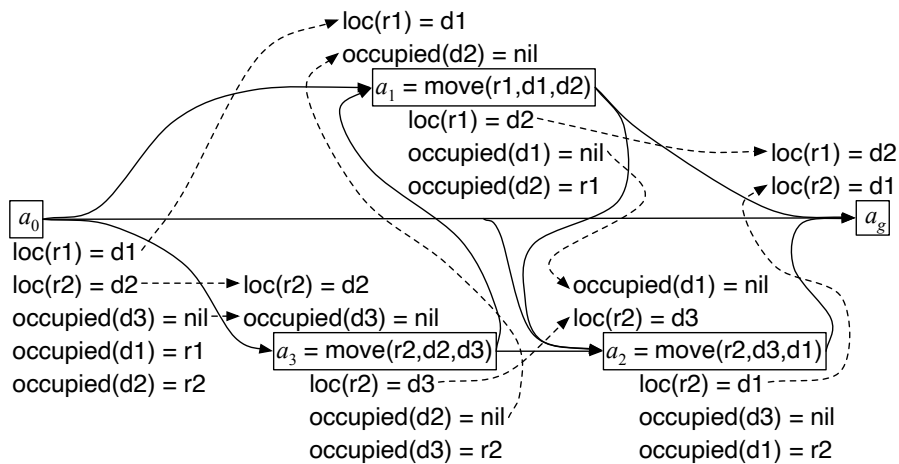 loc(r1) = d1
occupied(d2) = nil
a1 = move(r1,d1,d2)
loc(r1) = d2
occupied(d1) = nil
occupied(d2) = r1
loc(r1) = d2
loc(r2) = d1
a0
ag
loc(r1) = d1
loc(r2) = d2
occupied(d3) = nil
occupied(d1) = r1
occupied(d2) = r2
loc(r2) = d2
occupied(d3) = nil
a3 = move(r2,d2,d3)
loc(r2) = d3
occupied(d2) = nil
occupied(d3) = r2
occupied(d1) = nil
loc(r2) = d3
a2 = move(r2,d3,d1)
loc(r2) = d1
occupied(d3) = nil
occupied(d1) = r2